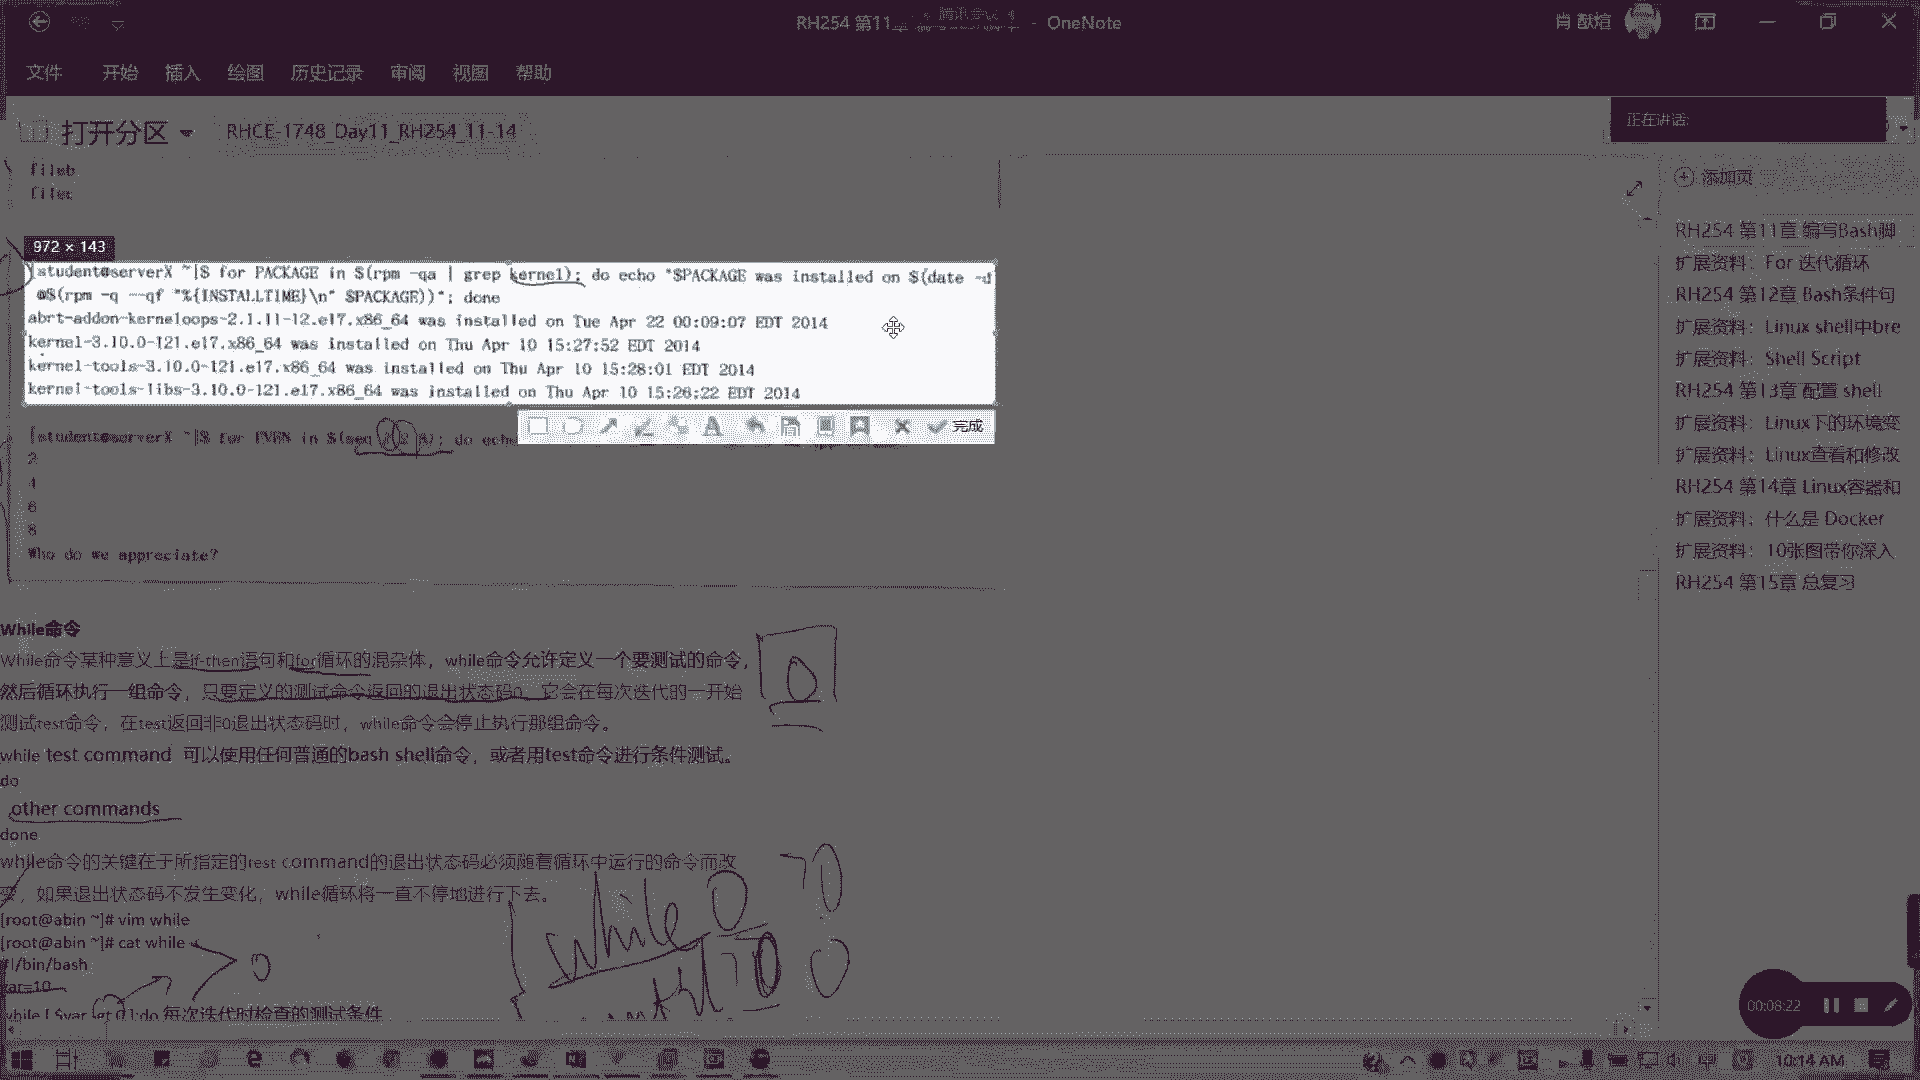 RH254 第11 - OneNote
肖
文件 开始 插入 绘图 历史记录 审阅 视图 帮助
打开分区 RHCE-1748_Day11_RH254_11-14
正在讲话:
添加页
fileb
filec
972 × 143
[student@serverX ~]$ for PACKAGE in $(rpm -qa | grep kernel); do echo "$PACKAGE was installed on $(date -d
@$(rpm -q --qf "%{INSTALLTIME}\n" $PACKAGE))"; done
abrt-addon-kerneloops-2.1.11-12.el7.x86_64 was installed on Tue Apr 22 00:09:07 EDT 2014
kernel-3.10.0-121.el7.x86_64 was installed on Thu Apr 10 15:27:52 EDT 2014
kernel-tools-3.10.0-121.el7.x86_64 was installed on Thu Apr 10 15:28:01 EDT 2014
kernel-tools-libs-3.10.0-121.el7.x86_64 was installed on Thu Apr 10 15:26:22 EDT 2014
完成
[student@serverX ~]$ for EVEN in $(seq 2 2 8); do echo
2
4
6
8
Who do we appreciate?
While命令
While命令某种意义上是if-then语句和for循环的混杂体，while命令允许定义一个要测试的命令，
然后循环执行一组命令，只要定义的测试命令返回的退出状态码0。它会在每次迭代的一开始
测试test命令，在test返回非0退出状态码时，while命令会停止执行那组命令。
while test command 可以使用任何普通的bash shell命令，或者用test命令进行条件测试。
do
other commands
done
while命令的关键在于所指定的test command的退出状态码必须随着循环中运行的命令而改
变，如果退出状态码不发生变化，while循环将一直不停地进行下去。
[root@abin ~]# vim while
[root@abin ~]# cat while
#!/bin/bash
var=10
while [ $var -gt 0 ];do 每次迭代时检查的测试条件
0
while 0 70
until 70 0
0
RH254 第11章 编写Bash脚
扩展资料：For 迭代循环
RH254 第12章 Bash条件句
扩展资料：Linux shell中bre
扩展资料：Shell Script
RH254 第13章 配置 shell
扩展资料：Linux下的环境变
扩展资料：Linux查看和修改
RH254 第14章 Linux容器和
扩展资料：什么是 Docker
扩展资料：10张图带你深入
RH254 第15章 总复习
00:08:22
中
10:14 AM